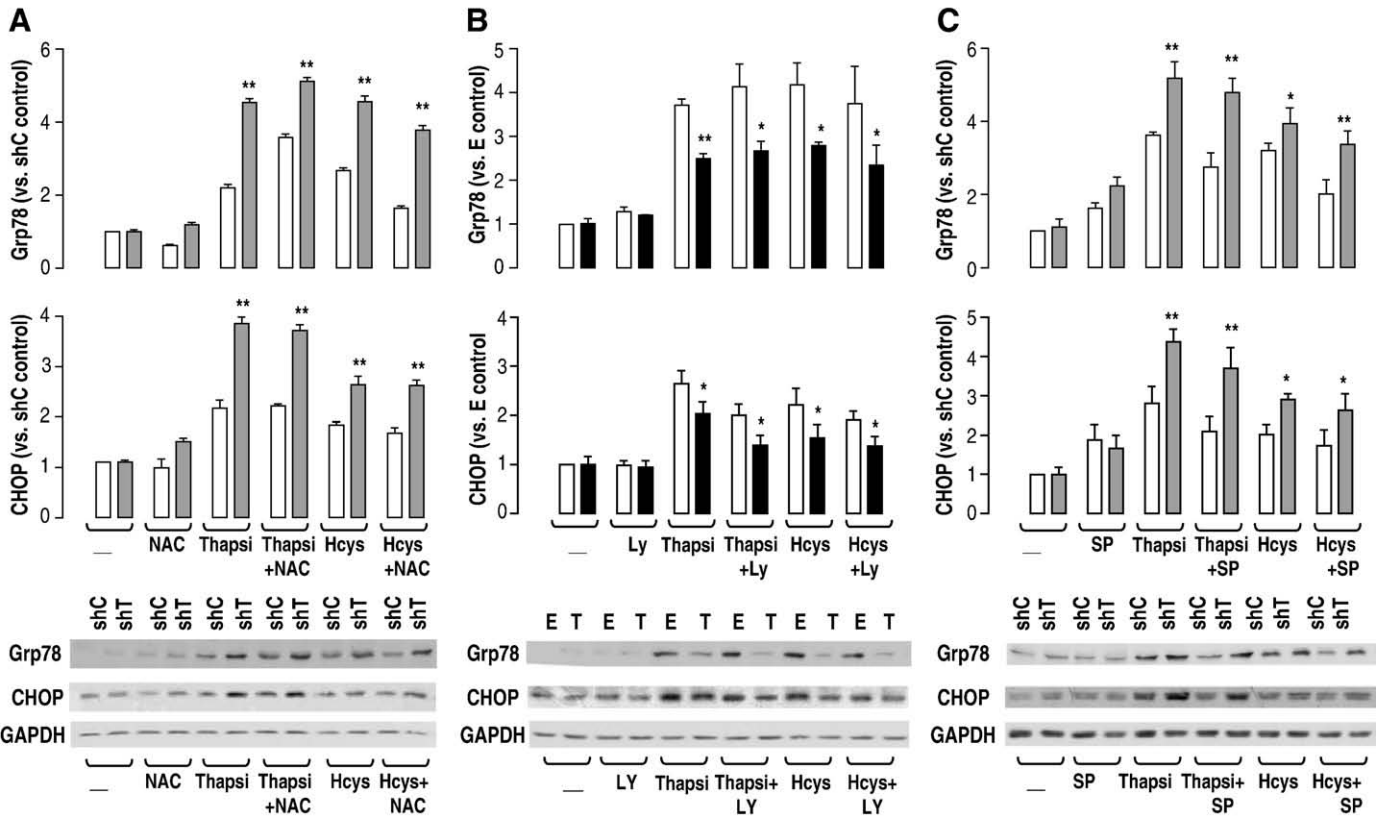 A
B
C
Grp78 (vs. shC control)
6
4
2
0
** ** ** **
Grp78 (vs. E control)
5
4
3
2
1
0
** * * *
Grp78 (vs. shC control)
6
4
2
0
** ** * **
CHOP (vs. shC control)
4
3
2
1
0
** ** ** **
CHOP (vs. E control)
4
3
2
1
0
* * * *
CHOP (vs. shC control)
5
4
3
2
1
0
** ** * *
__ NAC Thapsi Thapsi Hcys Hcys
+NAC +NAC
__ Ly Thapsi Thapsi Hcys Hcys
+Ly +Ly
__ SP Thapsi Thapsi Hcys Hcys
+SP +SP
shC shT shC shT shC shT shC shT shC shT shC shT
Grp78
CHOP
GAPDH
__ NAC Thapsi Thapsi Hcys Hcys+
+NAC NAC
E T E T E T E T E T E T
Grp78
CHOP
GAPDH
__ LY Thapsi Thapsi+ Hcys Hcys+
LY LY
shC shT shC shT shC shT shC shT shC shT shC shT
Grp78
CHOP
GAPDH
__ SP Thapsi Thapsi+ Hcys Hcys+
SP SP